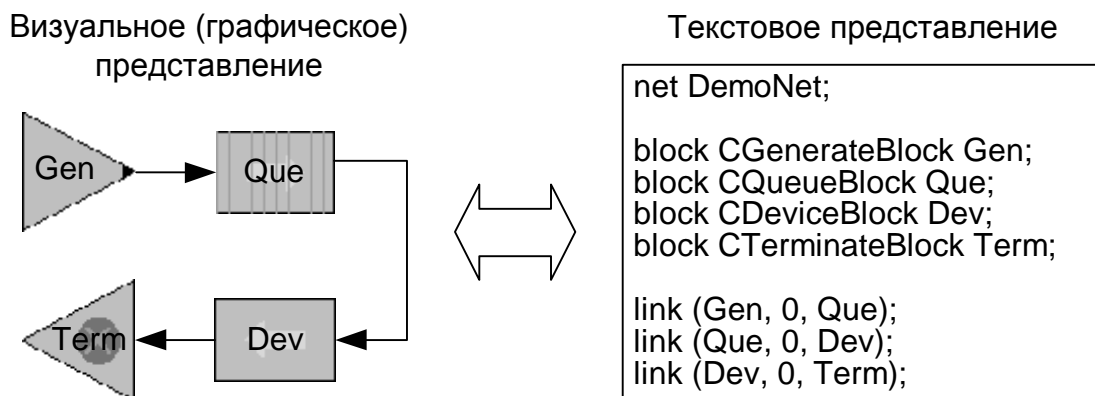 Визуальное (графическое)
представление
Gen
Que
Term
Dev
Текстовое представление
net DemoNet;
block CGenerateBlock Gen;
block CQueueBlock Que;
block CDeviceBlock Dev;
block CTerminateBlock Term;
link (Gen, 0, Que);
link (Que, 0, Dev);
link (Dev, 0, Term);